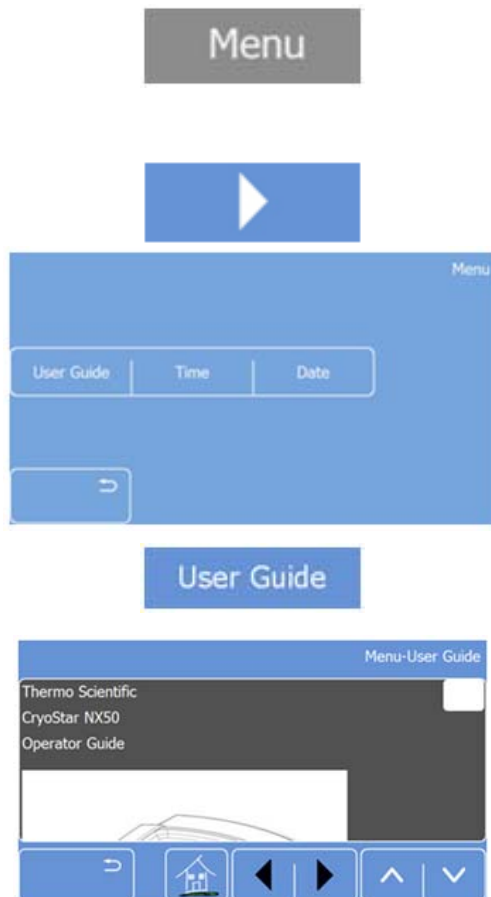 Menu
Menu
User Guide Time Date
User Guide
Menu-User Guide
Thermo Scientific
CryoStar NX50
Operator Guide